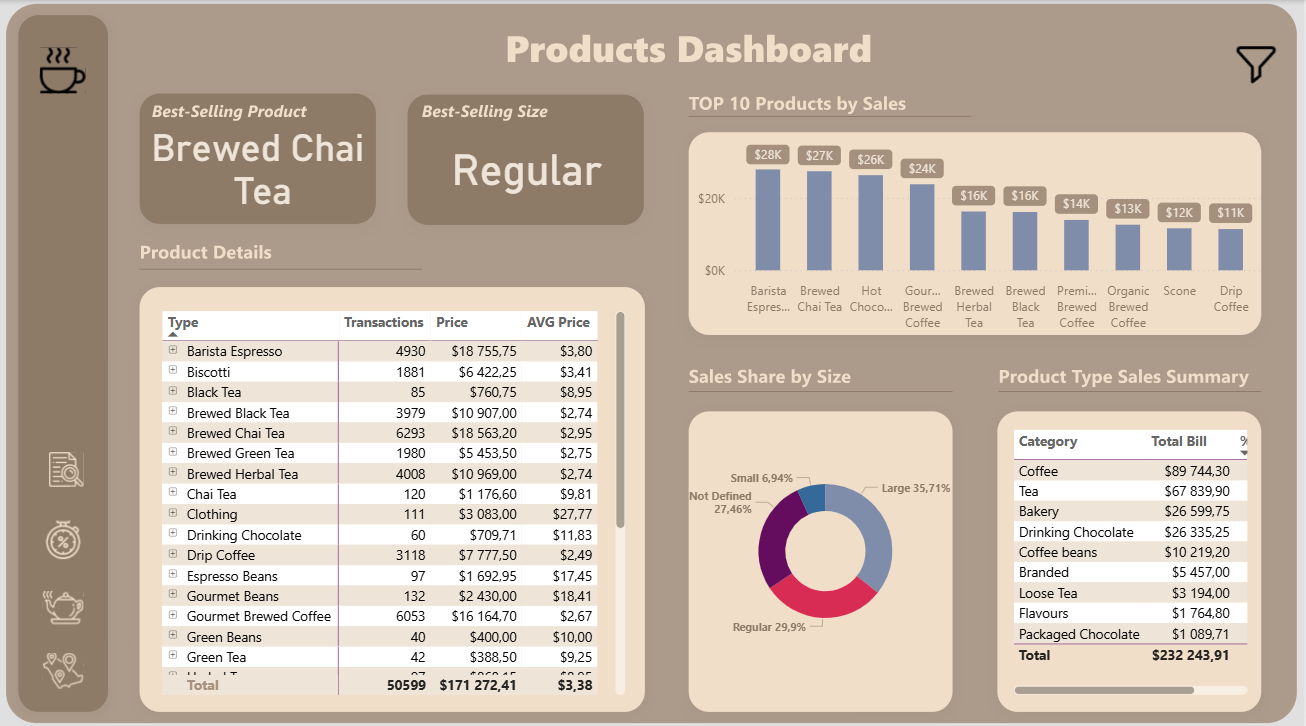 Products Dashboard
Best-Selling Product
Brewed Chai
Tea
Best-Selling Size
Regular
TOP 10 Products by Sales
$28K $27K $26K $24K $16K $16K $14K $13K $12K $11K
$20K
$0K
Barista Brewed Hot Gour... Brewed Brewed Premi... Organic Scone Drip
Espres... Chai Tea Choco... Brewed Herbal Black Brewed Brewed Coffee
Coffee Tea Tea Coffee Coffee
Product Details
Type Transactions Price AVG Price
Barista Espresso 4930 $18 755,75 $3,80
Biscotti 1881 $6 422,25 $3,41
Black Tea 85 $760,75 $8,95
Brewed Black Tea 3979 $10 907,00 $2,74
Brewed Chai Tea 6293 $18 563,20 $2,95
Brewed Green Tea 1980 $5 453,50 $2,75
Brewed Herbal Tea 4008 $10 969,00 $2,74
Chai Tea 120 $1 176,60 $9,81
Clothing 111 $3 083,00 $27,77
Drinking Chocolate 60 $709,71 $11,83
Drip Coffee 3118 $7 777,50 $2,49
Espresso Beans 97 $1 692,95 $17,45
Gourmet Beans 132 $2 430,00 $18,41
Gourmet Brewed Coffee 6053 $16 164,70 $2,67
Green Beans 40 $400,00 $10,00
Green Tea 42 $388,50 $9,25
Total 50599 $171 272,41 $3,38
Sales Share by Size
Small 6,94%
Large 35,71%
Not Defined
27,46%
Regular 29,9%
Product Type Sales Summary
Category Total Bill %
Coffee $89 744,30
Tea $67 839,90
Bakery $26 599,75
Drinking Chocolate $26 335,25
Coffee beans $10 219,20
Branded $5 457,00
Loose Tea $3 194,00
Flavours $1 764,80
Packaged Chocolate $1 089,71
Total $232 243,91